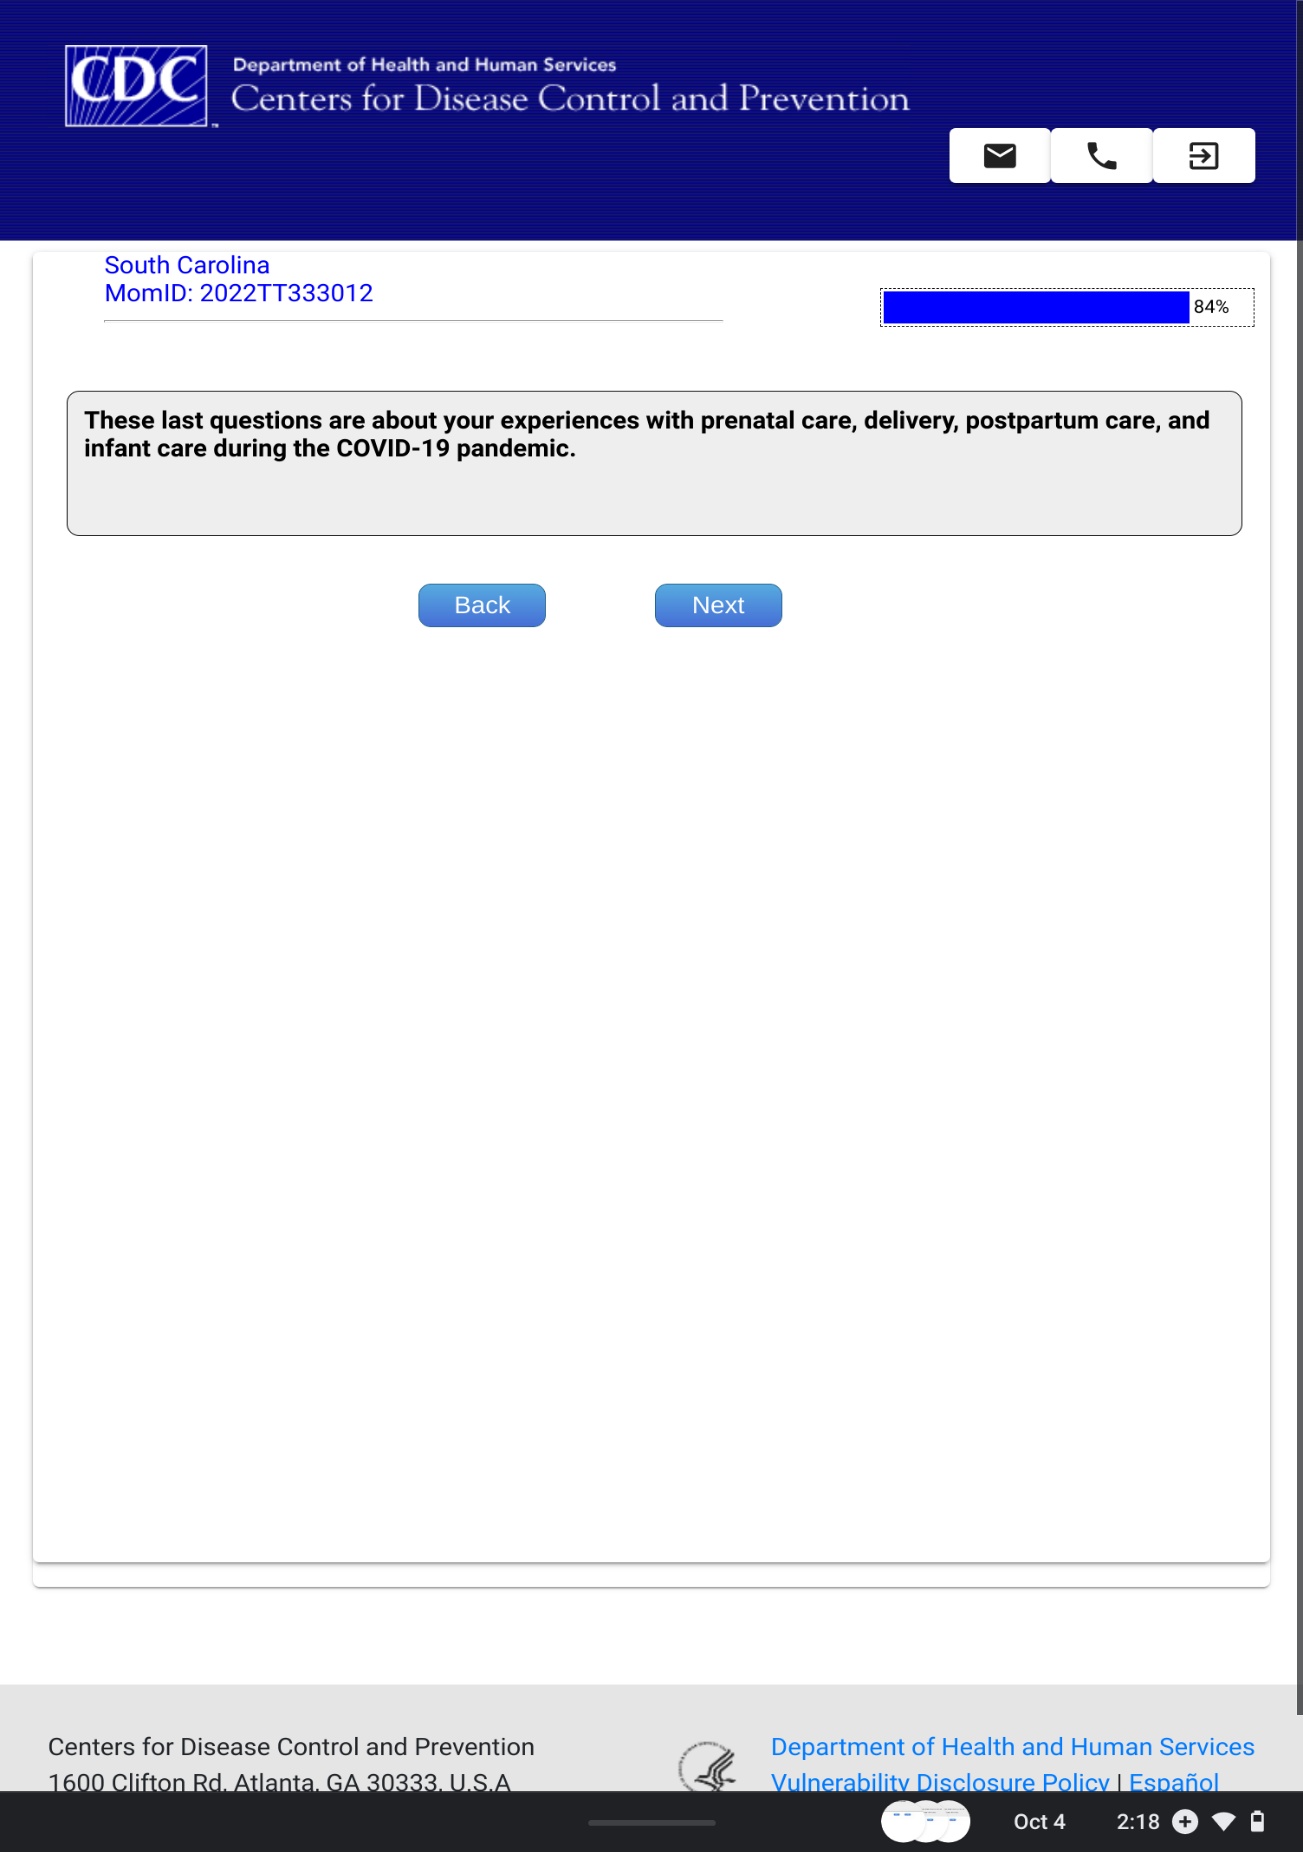 CDC
Department of Health and Human Services
Centers for Disease Control and Prevention
South Carolina
MomID: 2022TT333012
84%
These last questions are about your experiences with prenatal care, delivery, postpartum care, and
infant care during the COVID-19 pandemic.
Back Next
Centers for Disease Control and Prevention
1600 Clifton Rd. Atlanta, GA 30333, U.S.A
Department of Health and Human Services
Vulnerability Disclosure Policy | Español
Oct 4 2:18